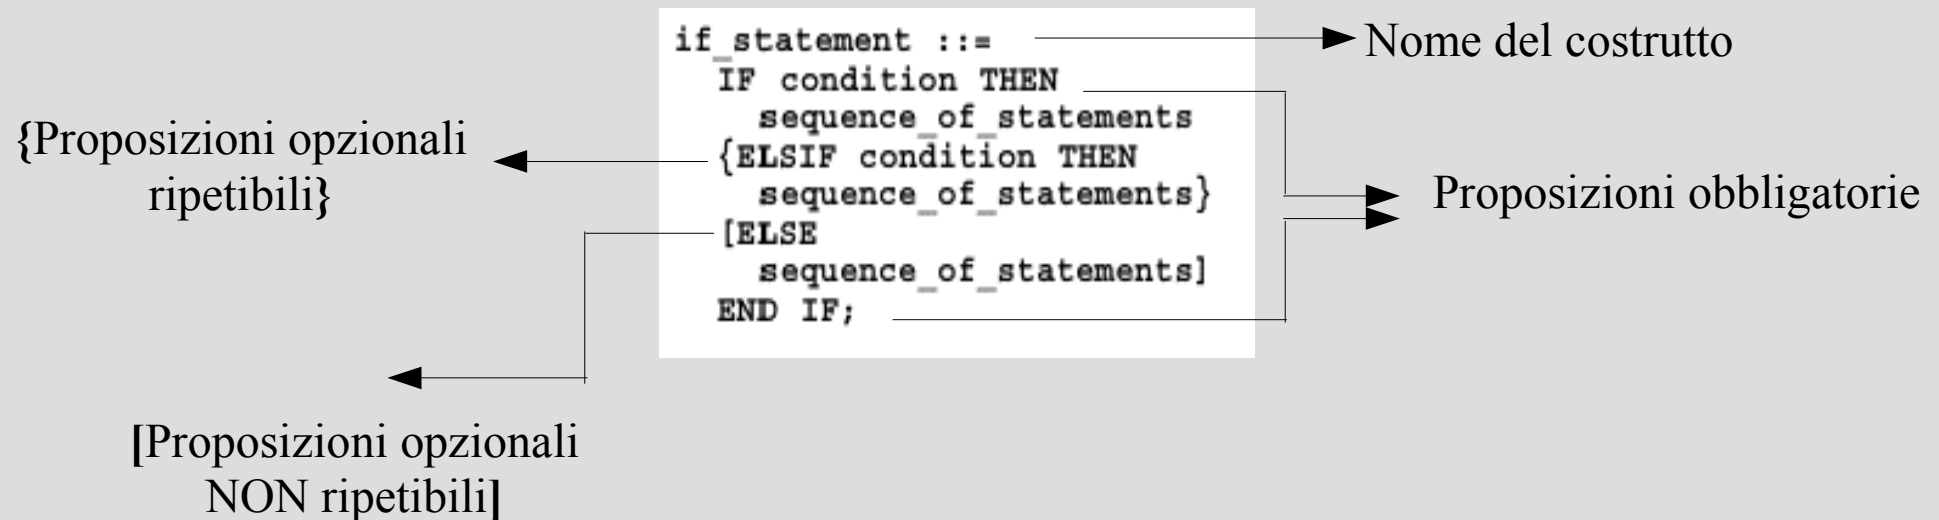 if_statement ::=
IF condition THEN
sequence_of_statements
{ELSIF condition THEN
sequence_of_statements}
[ELSE
sequence_of_statements]
END IF;
Nome del costrutto
{Proposizioni opzionali
ripetibili}
Proposizioni obbligatorie
[Proposizioni opzionali
NON ripetibili]